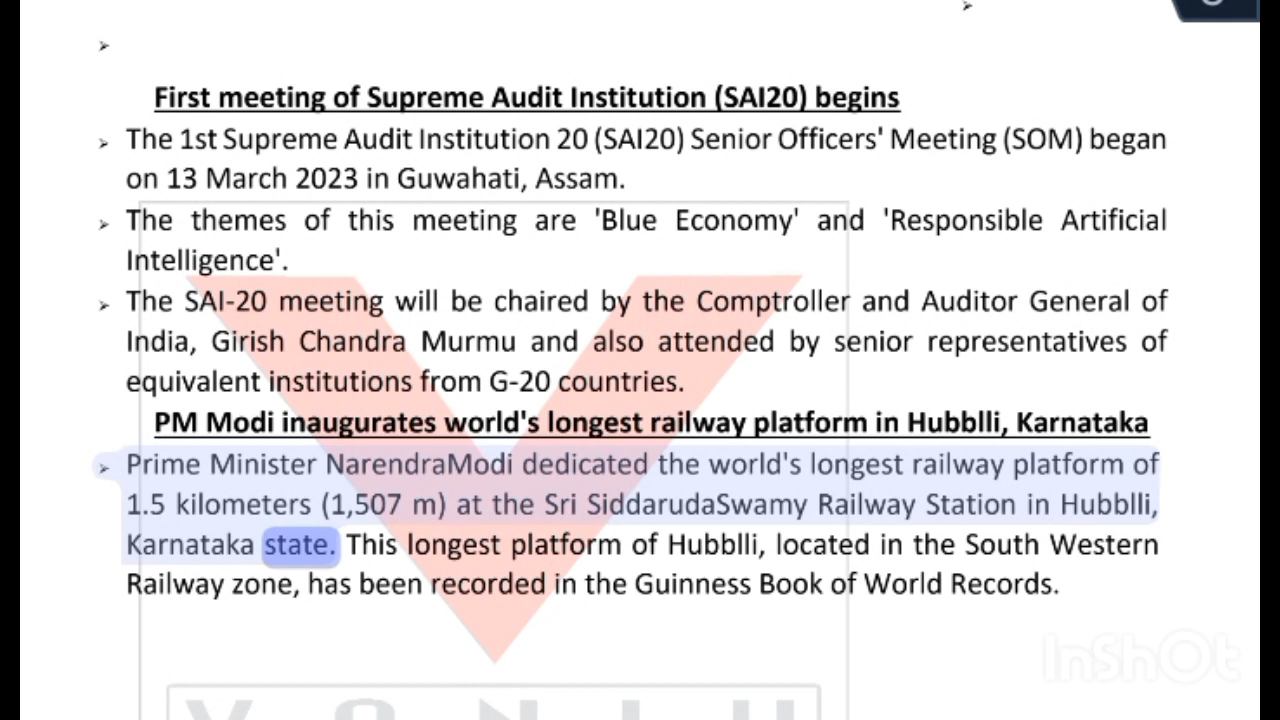 First meeting of Supreme Audit Institution (SAI20) begins
➢ The 1st Supreme Audit Institution 20 (SAI20) Senior Officers' Meeting (SOM) began
on 13 March 2023 in Guwahati, Assam.
➢ The themes of this meeting are 'Blue Economy' and 'Responsible Artificial
Intelligence'.
➢ The SAI-20 meeting will be chaired by the Comptroller and Auditor General of
India, Girish Chandra Murmu and also attended by senior representatives of
equivalent institutions from G-20 countries.
PM Modi inaugurates world's longest railway platform in Hubblli, Karnataka
➢ Prime Minister NarendraModi dedicated the world's longest railway platform of
1.5 kilometers (1,507 m) at the Sri SiddarudaSwamy Railway Station in Hubblli,
Karnataka state. This longest platform of Hubblli, located in the South Western
Railway zone, has been recorded in the Guinness Book of World Records.
InShOt